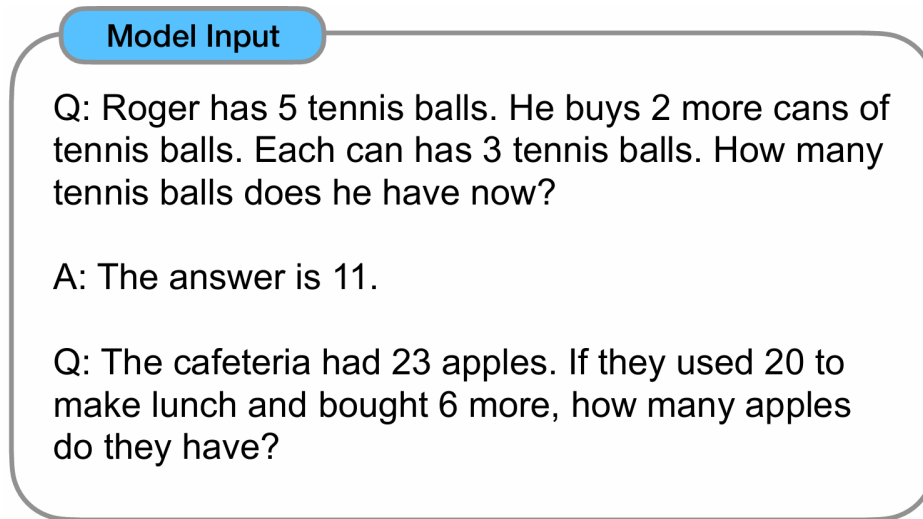 Model Input
Q: Roger has 5 tennis balls. He buys 2 more cans of
tennis balls. Each can has 3 tennis balls. How many
tennis balls does he have now?
A: The answer is 11.
Q: The cafeteria had 23 apples. If they used 20 to
make lunch and bought 6 more, how many apples
do they have?